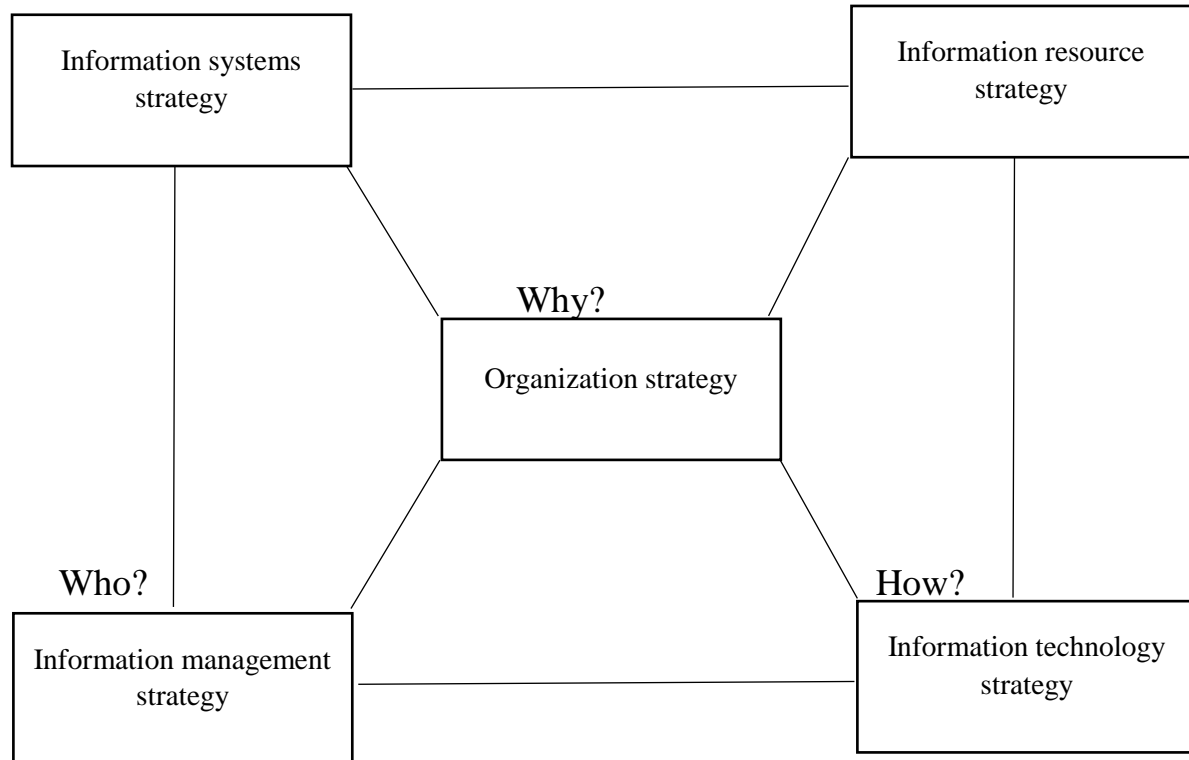 Information systems
strategy
Information resource
strategy
Why?
Organization strategy
Who?
How?
Information management
strategy
Information technology
strategy